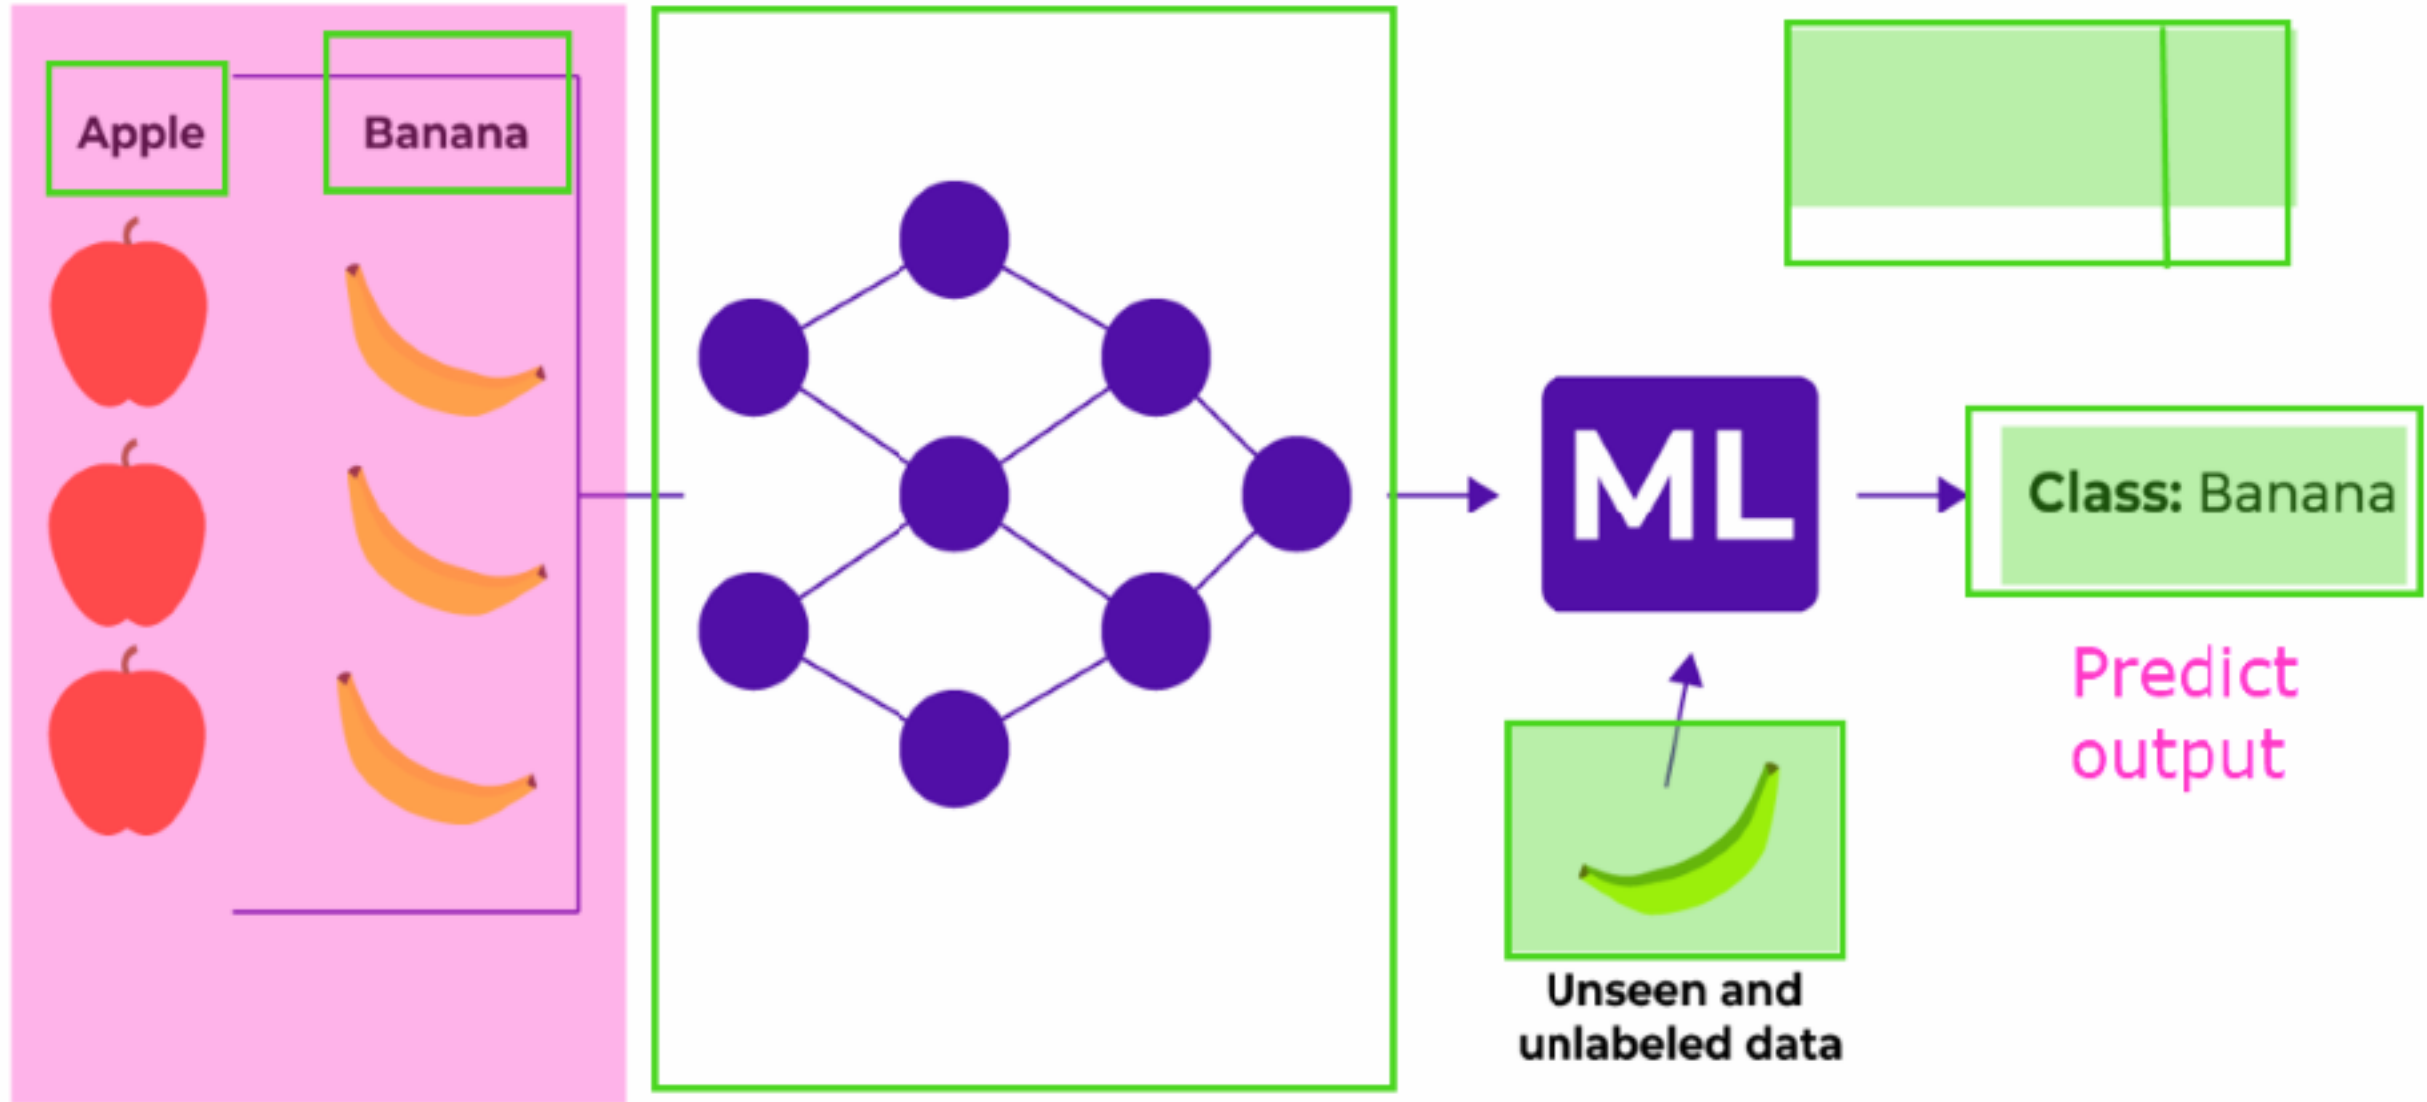 Apple
Banana
ML
Class: Banana
Predict
output
Unseen and
unlabeled data